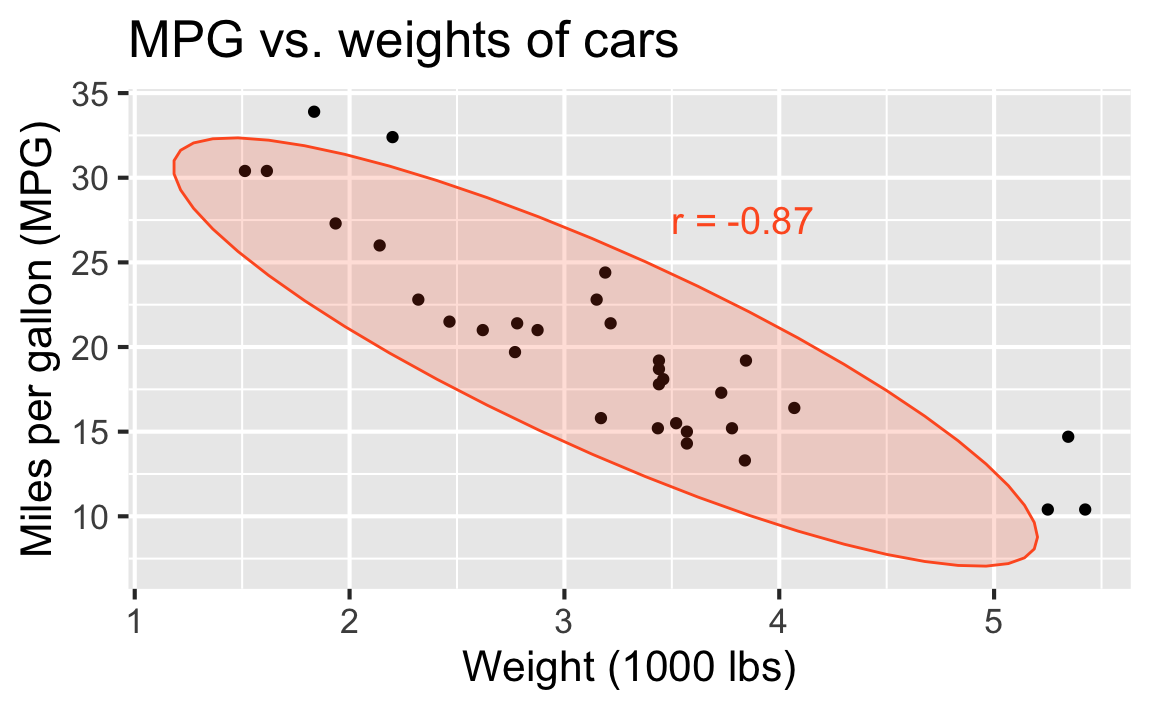 MPG vs. weights of cars
Miles per gallon (MPG)
35
30
25
20
15
10
r = -0.87
1 2 3 4 5
Weight (1000 lbs)